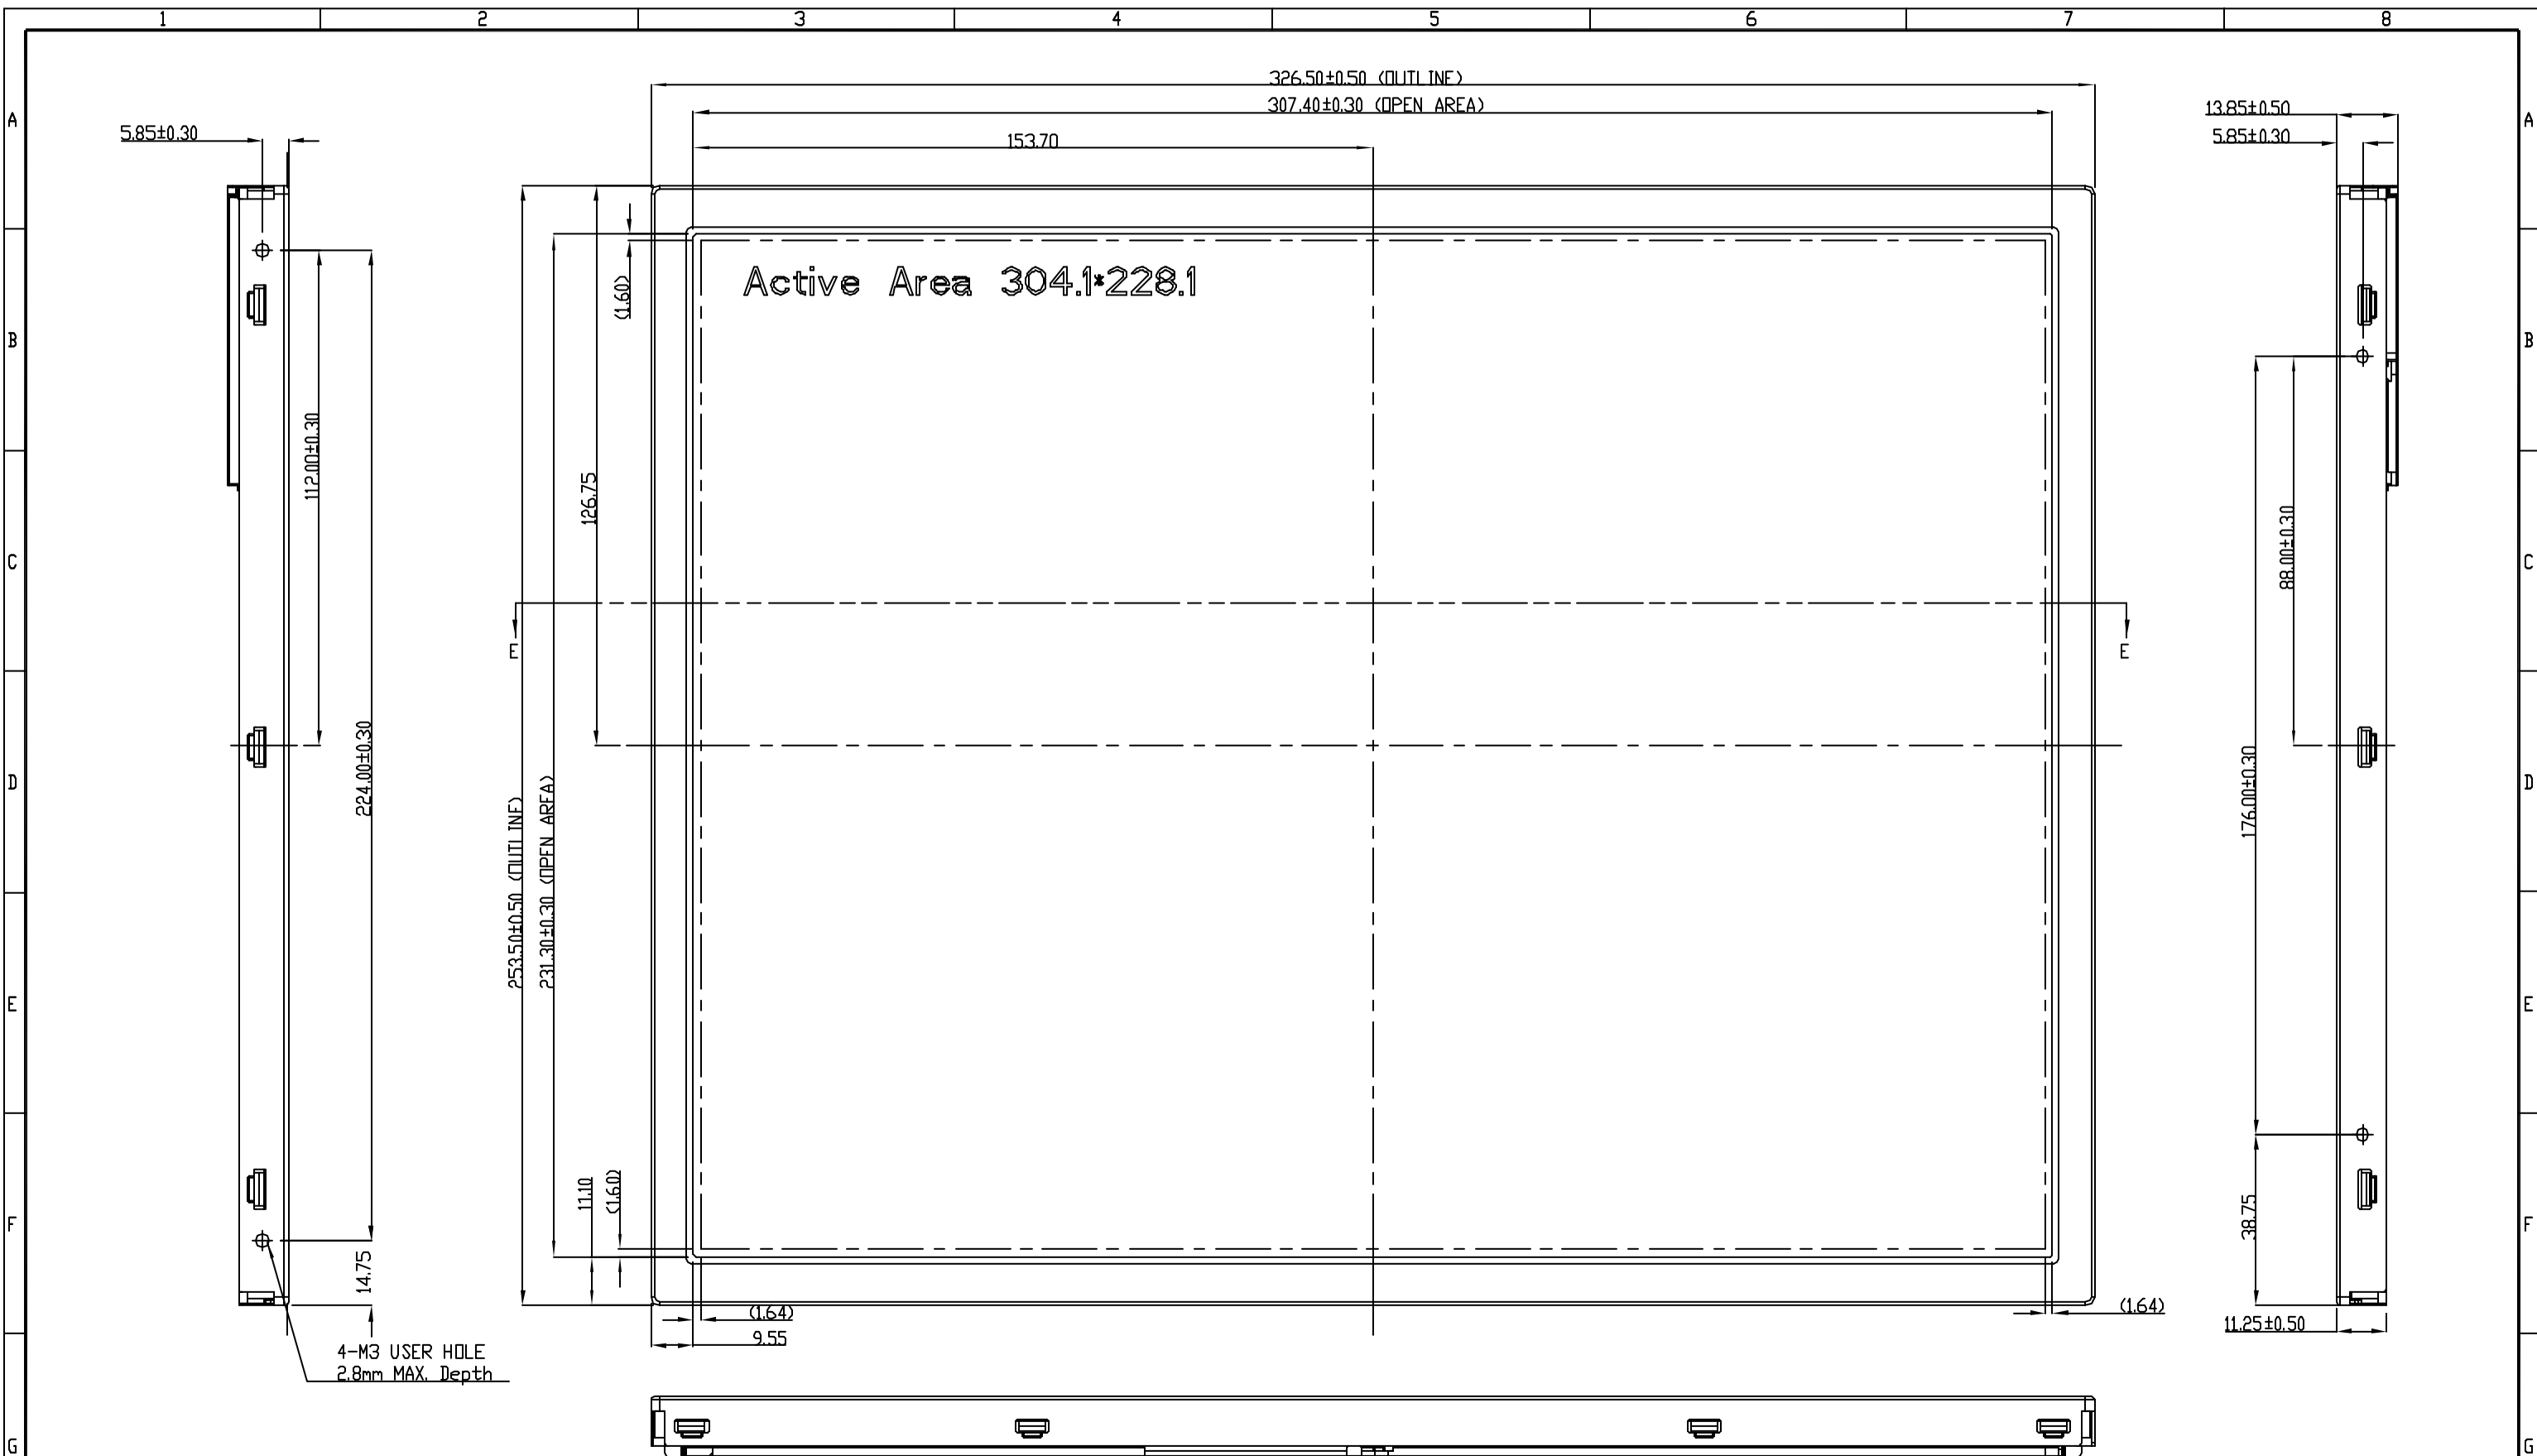 1 2 3 4 5 6 7 8
326.50±0.50 (OUTLINE)
307.40±0.30 (OPEN AREA)
153.70
5.85±0.30
13.85±0.50
5.85±0.30
A A
Active Area 304.1*228.1
(1.60)
B B
112.00±0.30
126.75
88.00±0.30
C C
E E
224.00±0.30
176.00±0.30
D D
253.50±0.50 (OUTLINE)
231.30±0.30 (OPEN AREA)
E E
11.10
(1.60)
38.75
F F
14.75
(1.64)
(1.64)
9.55
11.25±0.50
4-M3 USER HOLE
2.8mm MAX. Depth
G G